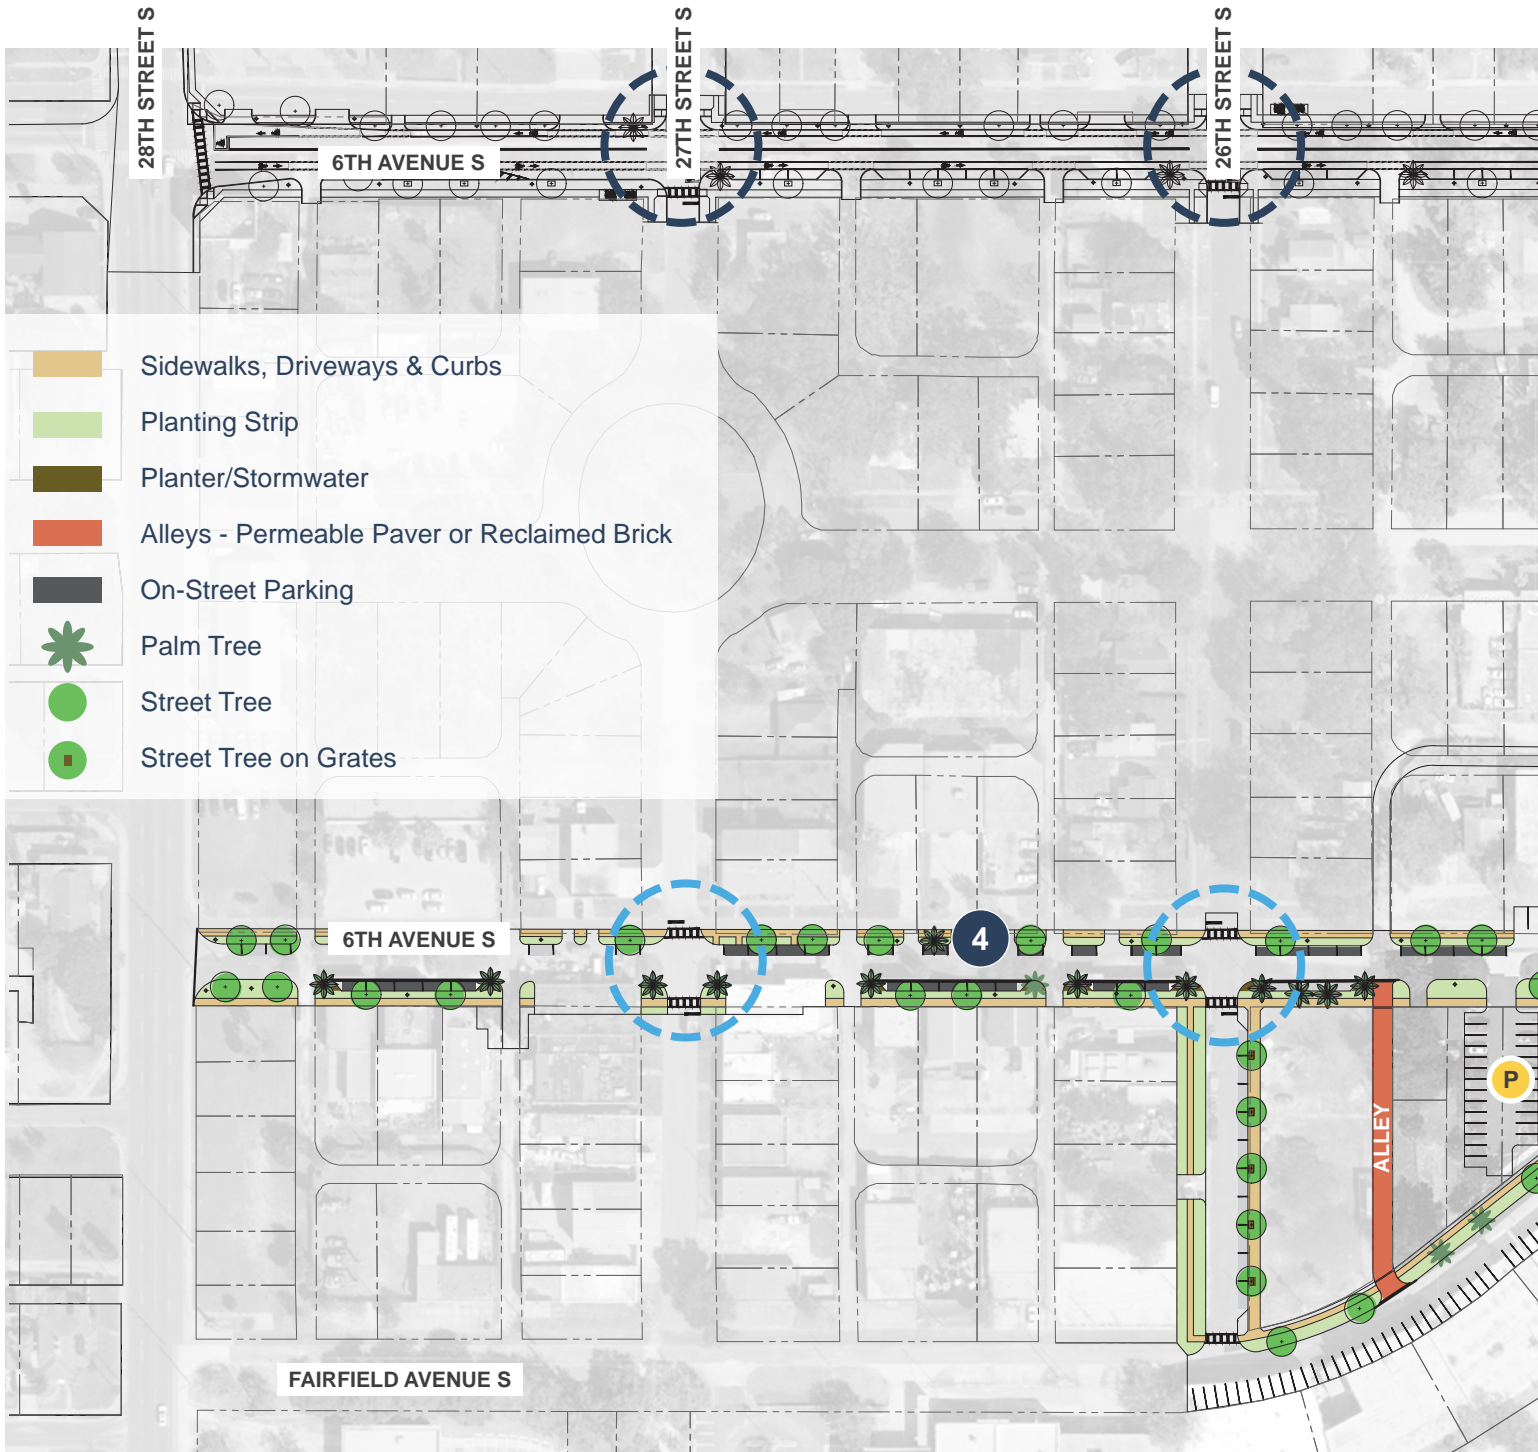 28TH STREET S
27TH STREET S
26TH STREET S
6TH AVENUE S
Sidewalks, Driveways & Curbs
Planting Strip
Planter/Stormwater
Alleys - Permeable Paver or Reclaimed Brick
On-Street Parking
Palm Tree
Street Tree
Street Tree on Grates
6TH AVENUE S
4
P
ALLEY
FAIRFIELD AVENUE S